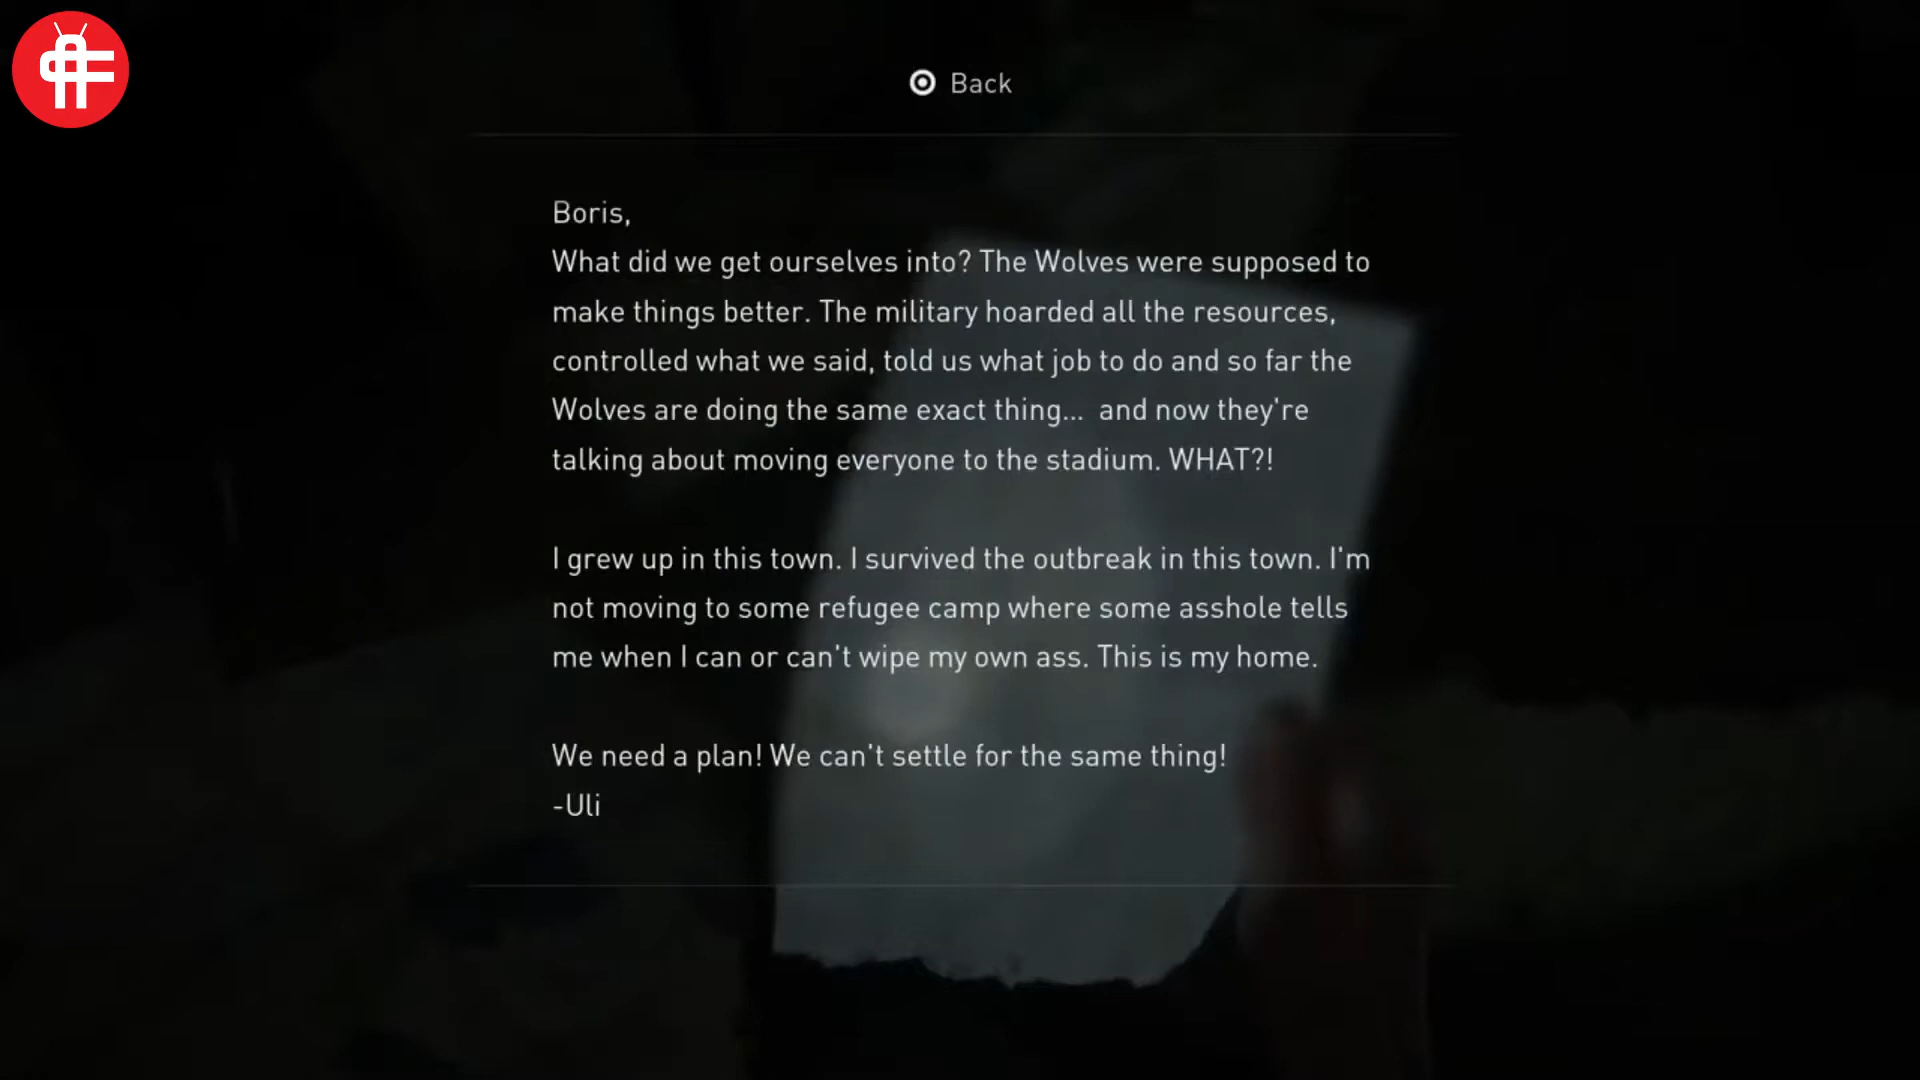 Back
Boris,
What did we get ourselves into? The Wolves were supposed to
make things better. The military hoarded all the resources,
controlled what we said, told us what job to do and so far the
Wolves are doing the same exact thing...  and now they're
talking about moving everyone to the stadium. WHAT?!
I grew up in this town. I survived the outbreak in this town. I'm
not moving to some refugee camp where some asshole tells
me when I can or can't wipe my own ass. This is my home.
We need a plan! We can't settle for the same thing!
-Uli